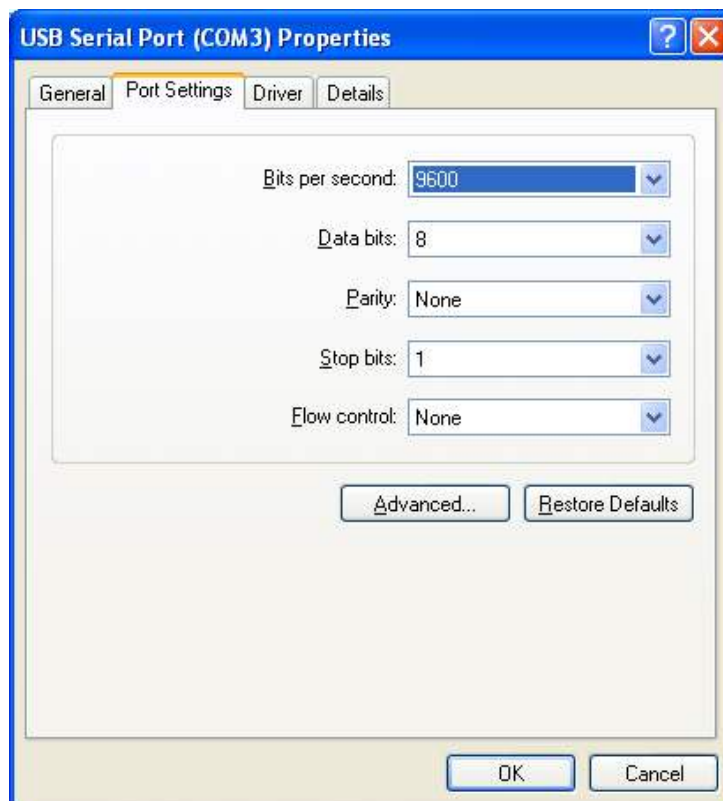 USB Serial Port (COM3) Properties
General Port Settings Driver Details
Bits per second: 9600
Data bits: 8
Parity: None
Stop bits: 1
Flow control: None
Advanced... Restore Defaults
OK Cancel